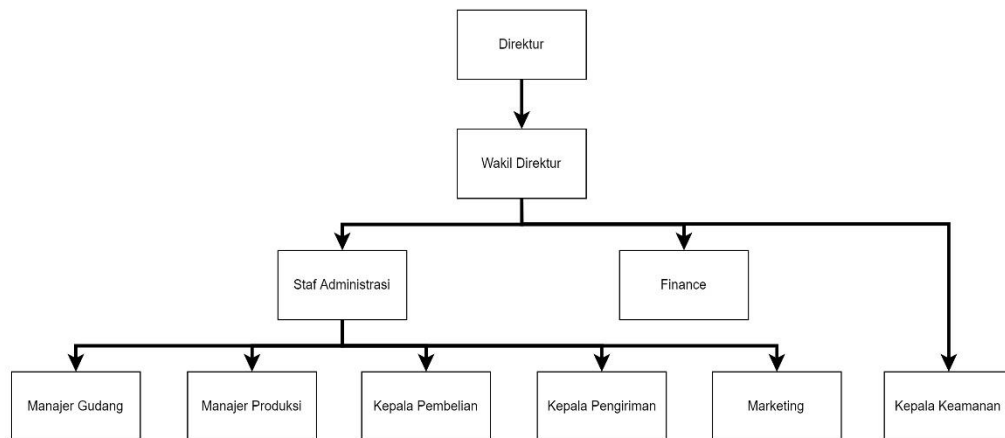 Direktur
Wakil Direktur
Staf Administrasi
Finance
Manajer Gudang
Manajer Produksi
Kepala Pembelian
Kepala Pengiriman
Marketing
Kepala Keamanan